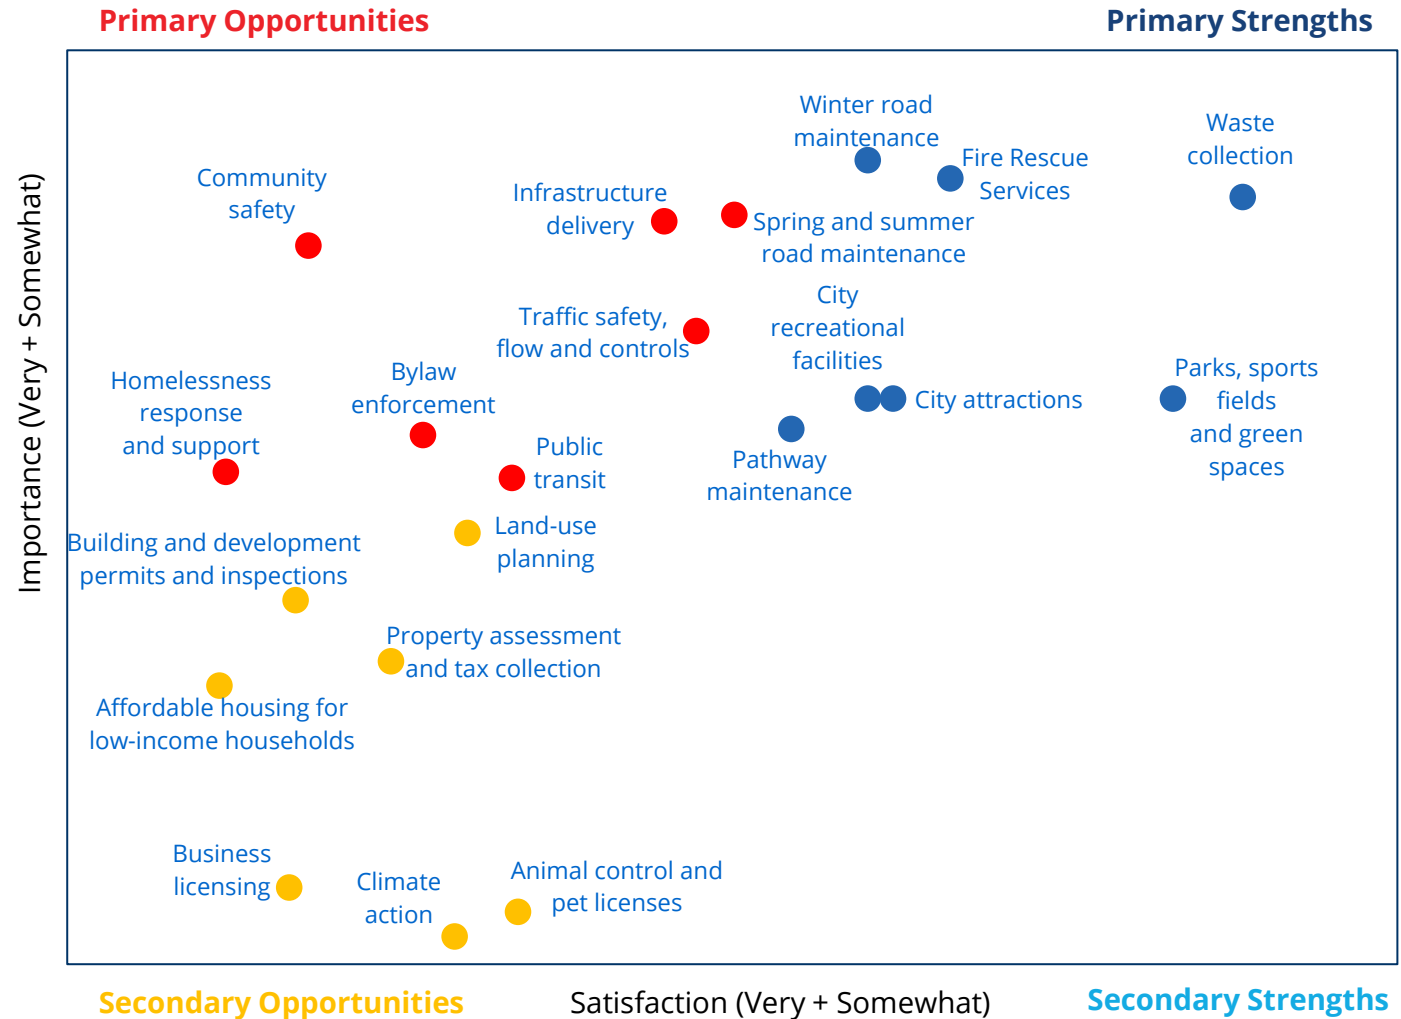 Primary Opportunities
Primary Strengths
Importance (Very + Somewhat)
Winter road
maintenance
Waste
collection
Fire Rescue
Services
Community
safety
Infrastructure
delivery
Spring and summer
road maintenance
City
recreational
facilities
Traffic safety,
flow and controls
Bylaw
enforcement
Homelessness
response
and support
City attractions
Parks, sports
fields
and green
spaces
Public
transit
Pathway
maintenance
Land-use
planning
Building and development
permits and inspections
Property assessment
and tax collection
Affordable housing for
low-income households
Business
licensing
Climate
action
Animal control and
pet licenses
Secondary Opportunities
Satisfaction (Very + Somewhat)
Secondary Strengths